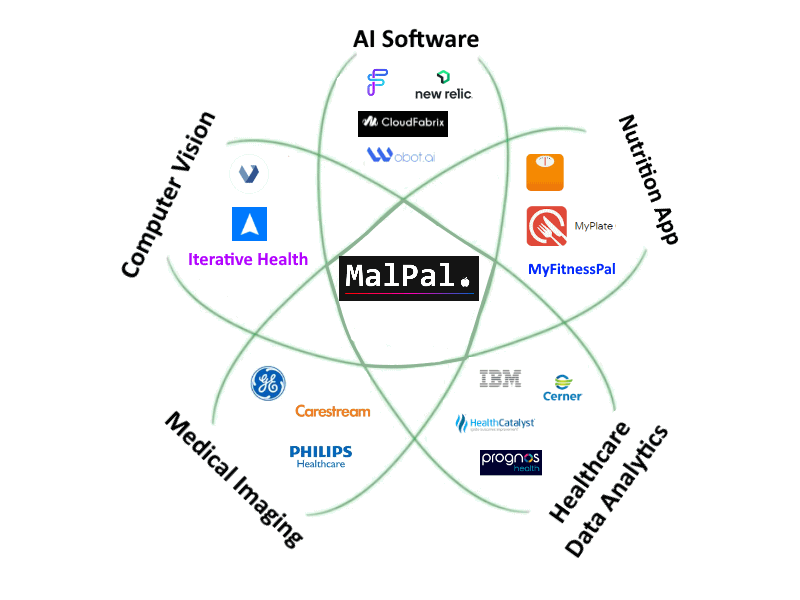 AI Software
new relic
CloudFabrix
Wobot.ai
Computer Vision
Nutrition App
MyPlate
Iterative Health
MyFitnessPal
MalPal.
GE
IBM
Cerner
Carestream
HealthCatalyst
PHILIPS
Healthcare
prognos
health
Medical Imaging
Healthcare
Data Analytics